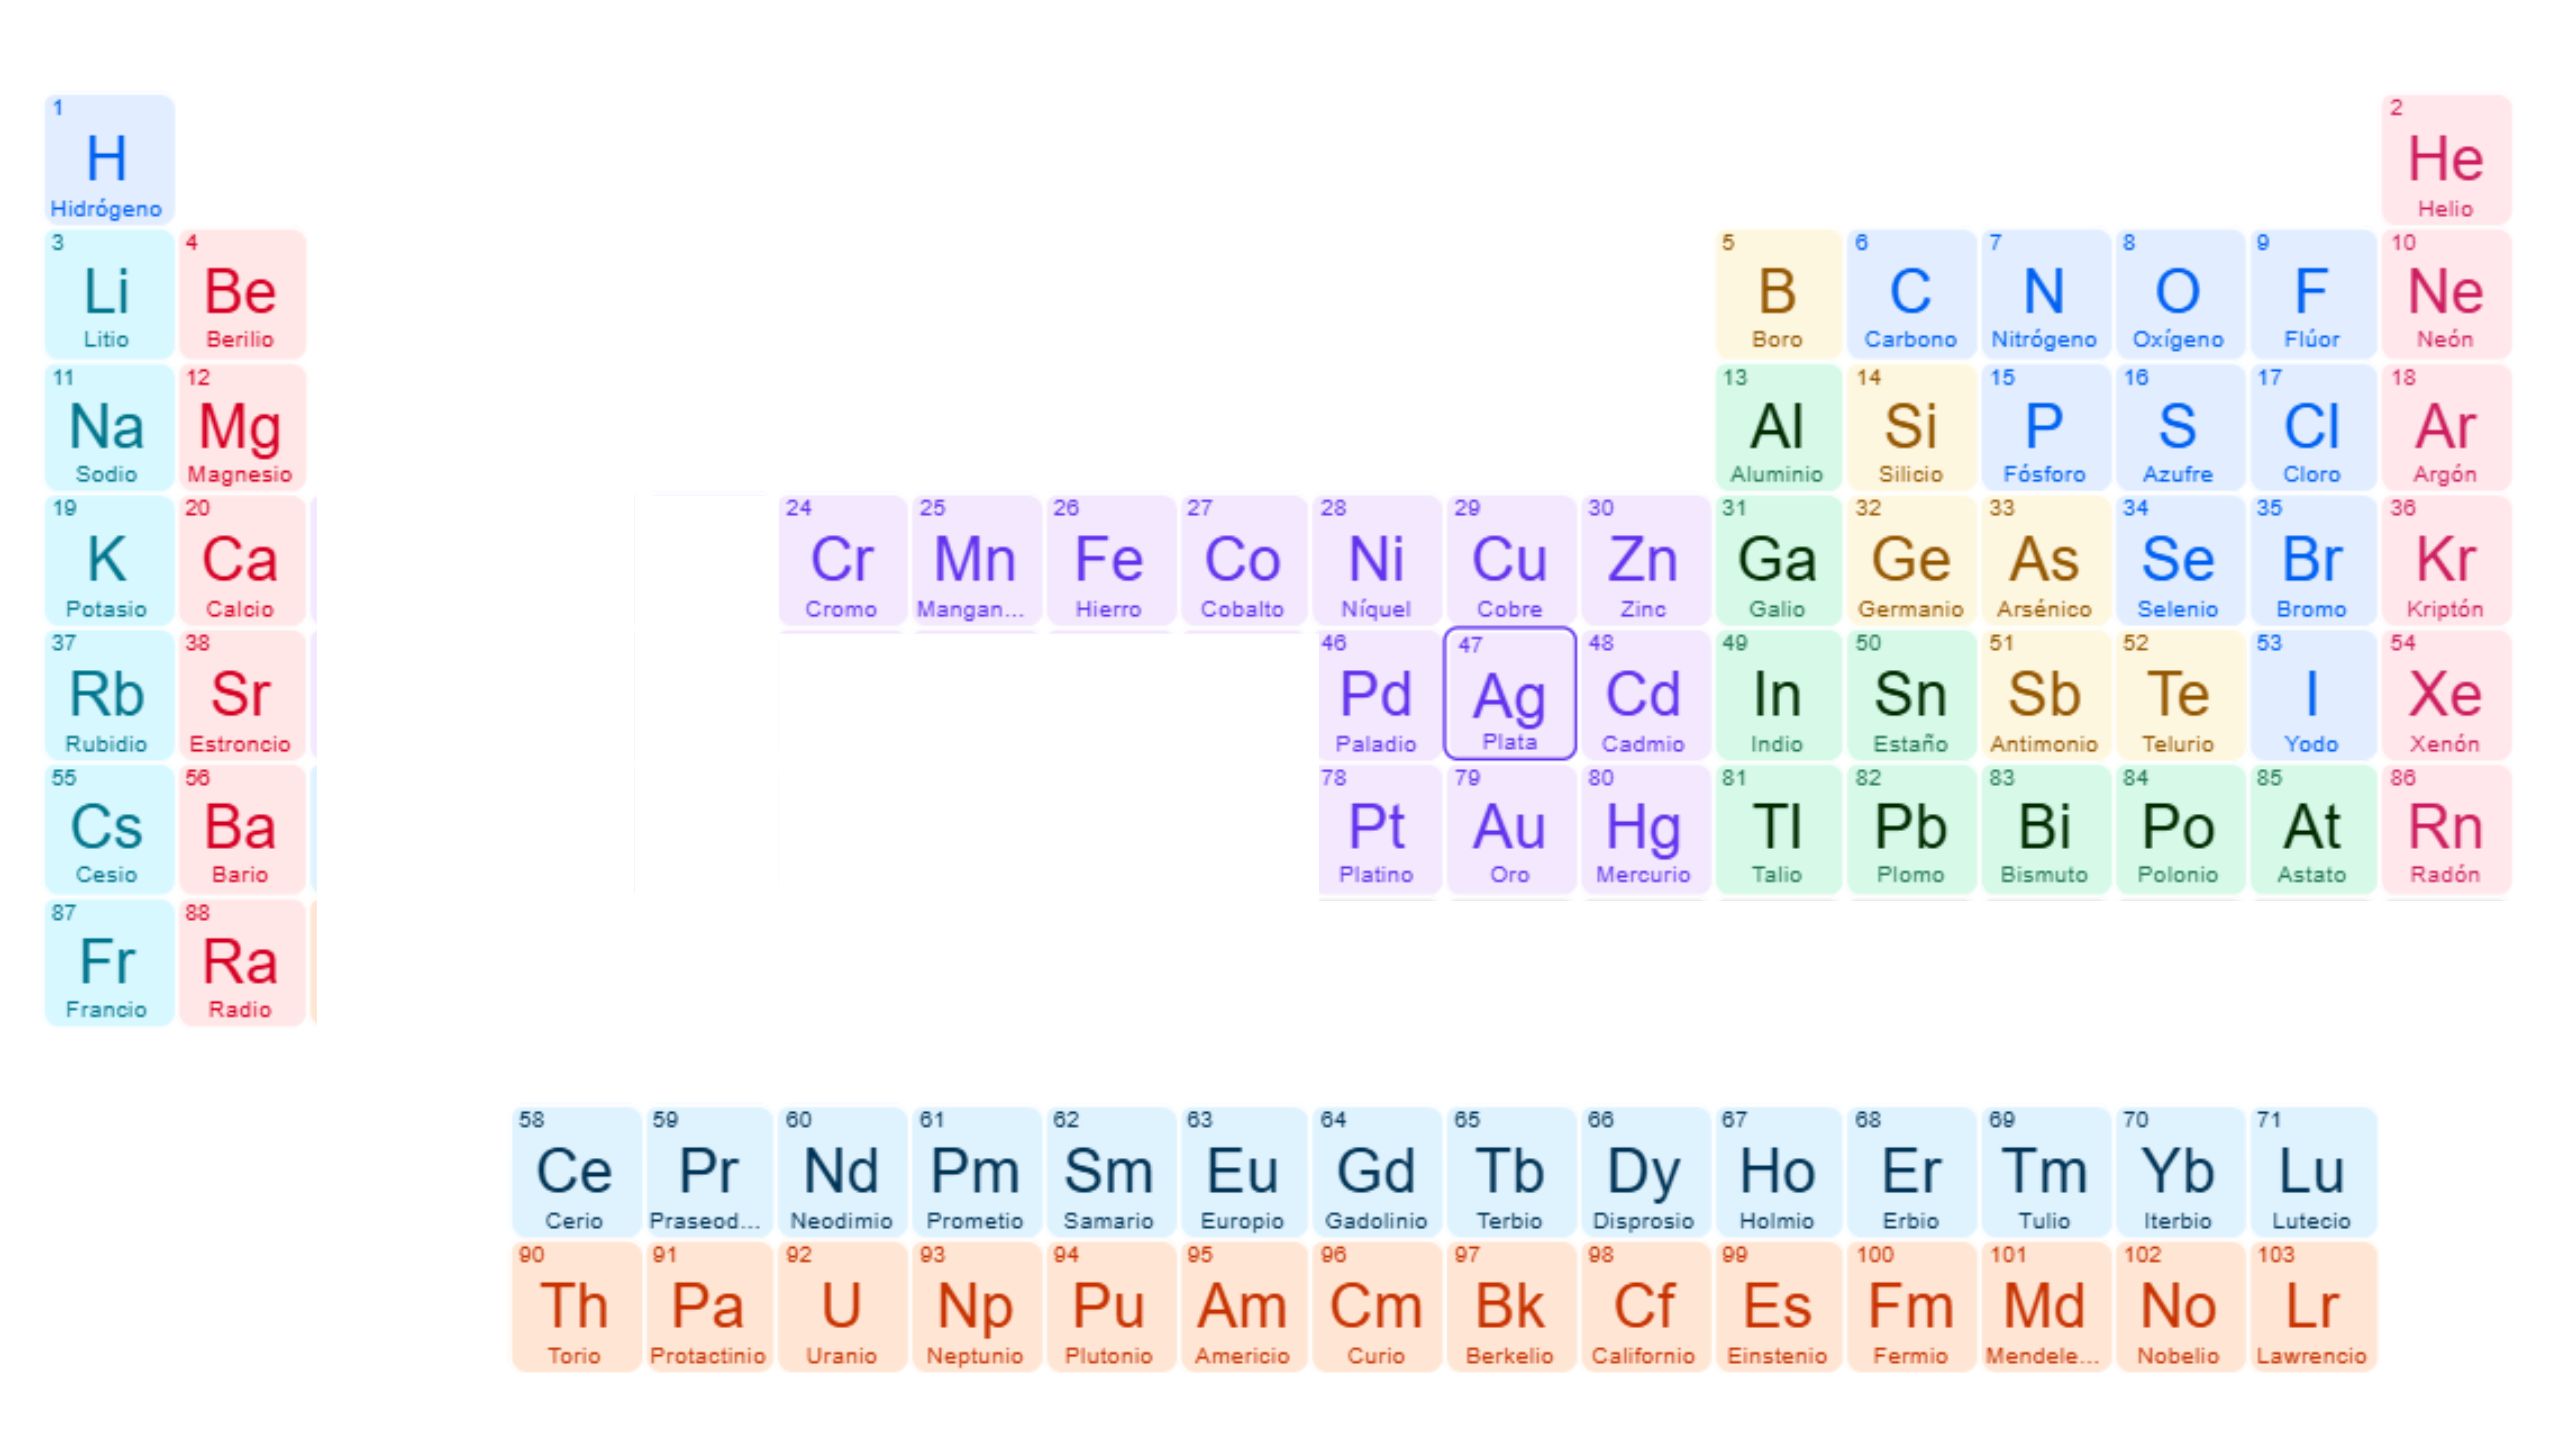 1 2
H He
Hidrógeno Helio
3 4 5 6 7 8 9 10
Li Be B C N O F Ne
Litio Berilio Boro Carbono Nitrógeno Oxígeno Flúor Neón
11 12 13 14 15 16 17 18
Na Mg Al Si P S Cl Ar
Sodio Magnesio Aluminio Silicio Fósforo Azufre Cloro Argón
19 20 24 25 26 27 28 29 30 31 32 33 34 35 36
K Ca Cr Mn Fe Co Ni Cu Zn Ga Ge As Se Br Kr
Potasio Calcio Cromo Mangan... Hierro Cobalto Níquel Cobre Zinc Galio Germanio Arsénico Selenio Bromo Kriptón
37 38 46 47 48 49 50 51 52 53 54
Rb Sr Pd Ag Cd In Sn Sb Te I Xe
Rubidio Estroncio Paladio Plata Cadmio Indio Estaño Antimonio Telurio Yodo Xenón
55 56 78 79 80 81 82 83 84 85 86
Cs Ba Pt Au Hg Tl Pb Bi Po At Rn
Cesio Bario Platino Oro Mercurio Talio Plomo Bismuto Polonio Astato Radón
87 88
Fr Ra
Francio Radio
58 59 60 61 62 63 64 65 66 67 68 69 70 71
Ce Pr Nd Pm Sm Eu Gd Tb Dy Ho Er Tm Yb Lu
Cerio Praseod... Neodimio Prometio Samario Europio Gadolinio Terbio Disprosio Holmio Erbio Tulio Iterbio Lutecio
90 91 92 93 94 95 96 97 98 99 100 101 102 103
Th Pa U Np Pu Am Cm Bk Cf Es Fm Md No Lr
Torio Protactinio Uranio Neptunio Plutonio Americio Curio Berkelio Californio Einstenio Fermio Mendele... Nobelio Lawrencio